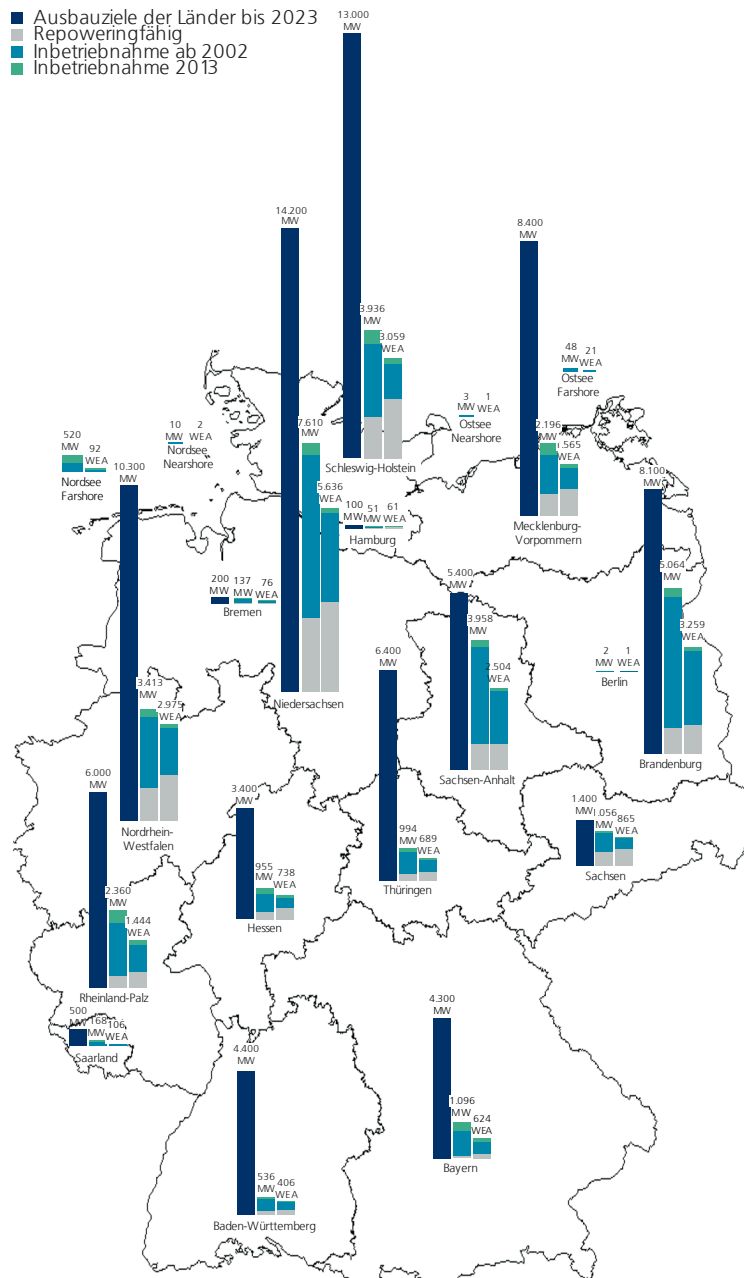 Ausbauziele der Länder bis 2023
Repoweringfähig
Inbetriebnahme ab 2002
Inbetriebnahme 2013
13.000
MW
3.936
MW
3.059
WEA
Schleswig-Holstein
14.200
MW
7.610
MW
5.636
WEA
Niedersachsen
8.400
MW
2.196
MW
1.565
WEA
Mecklenburg-
Vorpommern
48
MW
21
WEA
Ostsee
Farshore
3
MW
1
WEA
Ostsee
Nearshore
10
MW
2
WEA
Nordsee
Nearshore
520
MW
92
WEA
Nordsee
Farshore
10.300
MW
3.413
MW
2.975
WEA
Nordrhein-
Westfalen
100
MW
51
MW
61
WEA
Hamburg
200
MW
137
MW
76
WEA
Bremen
8.100
MW
5.064
MW
3.259
WEA
Brandenburg
2
MW
1
WEA
Berlin
5.400
MW
3.958
MW
2.504
WEA
Sachsen-Anhalt
6.400
MW
994
MW
689
WEA
Thüringen
1.400
MW
1.056
MW
865
WEA
Sachsen
3.400
MW
955
MW
738
WEA
Hessen
6.000
MW
2.360
MW
1.444
WEA
Rheinland-Palz
500
MW
168
MW
106
WEA
Saarland
4.400
MW
536
MW
406
WEA
Baden-Württemberg
4.300
MW
1.096
MW
624
WEA
Bayern